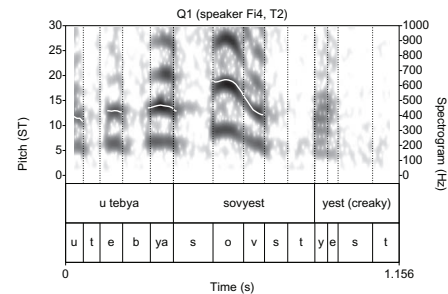 Q1 (speaker Fi4, T2)
30 1000
25 900
800
20 700
600
15 500
400
10 300
5 200
100
0 0
Pitch (ST)
Spectrogram (Hz)
u tebya sovyest yest (creaky)
u t e b ya s o v s t y e s t
0 1.156
Time (s)